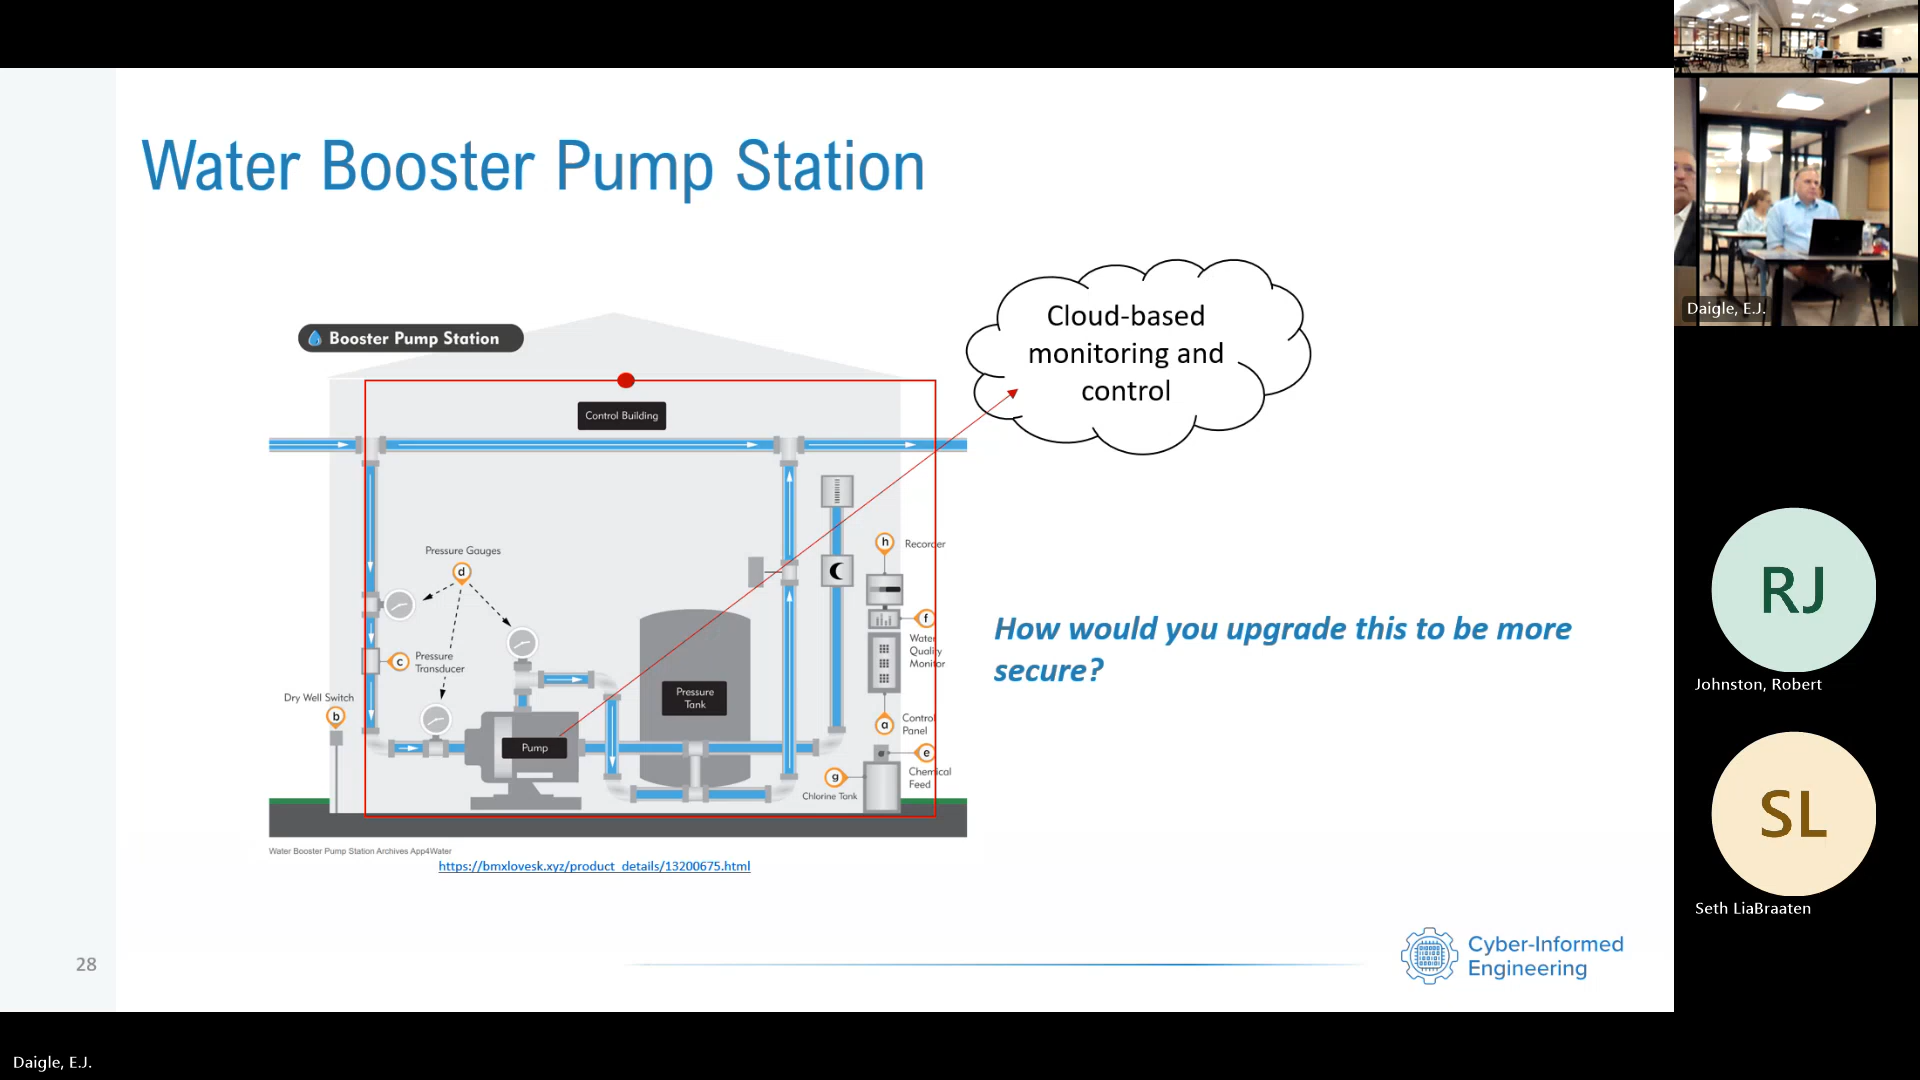 Water Booster Pump Station
Booster Pump Station
Control Building
Cloud-based
monitoring and
control
Pressure Gauges
d
h
Recorder
f
Water
Quality
Monitor
c
Pressure
Transducer
Dry Well Switch
b
Pressure
Tank
Pump
a
Control
Panel
e
Chemical
Feed
g
Chlorine Tank
How would you upgrade this to be more
secure?
Water Booster Pump Station Archives App4Water
https://bmxlovesk.xyz/product_details/13200675.html
28
Cyber-Informed
Engineering
Daigle, E.J.
RJ
Johnston, Robert
SL
Seth LiaBraaten
Daigle, E.J.